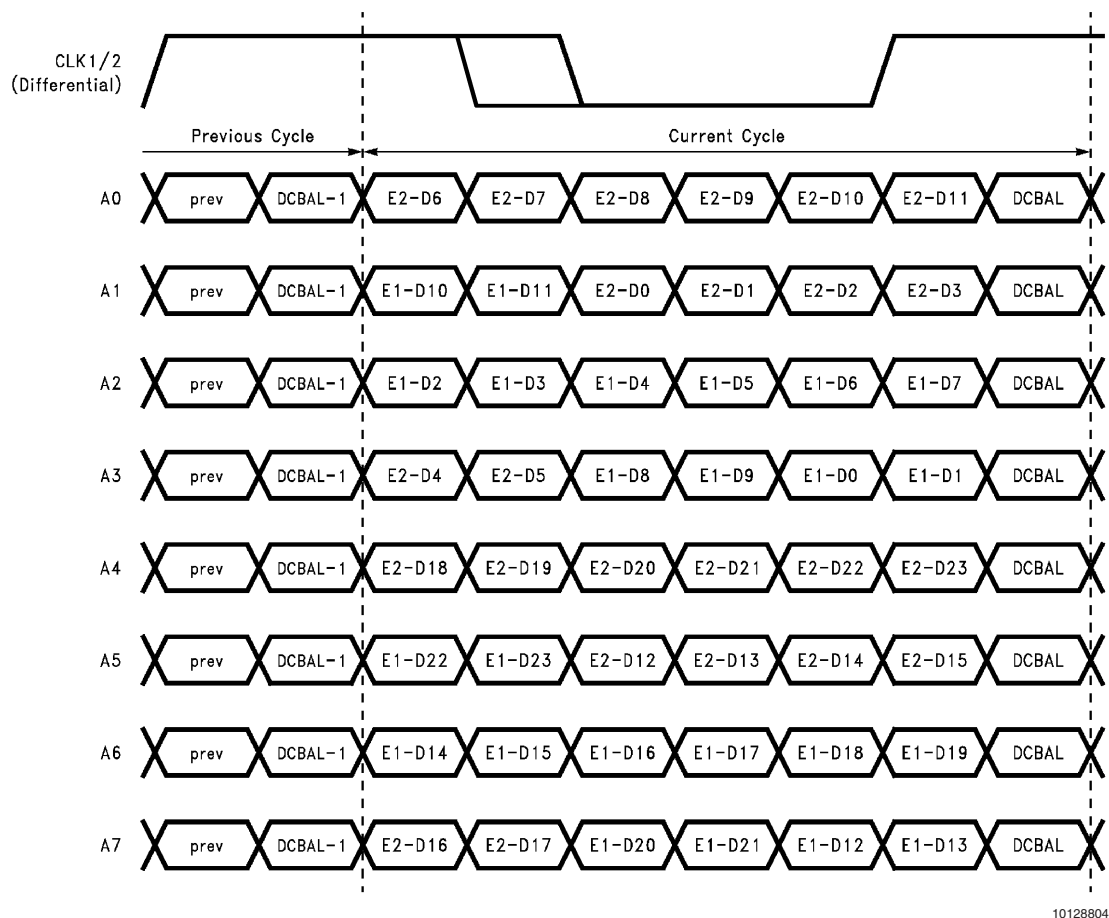 CLK1/2
(Differential)
Previous Cycle Current Cycle
A0 prev DCBAL-1 E2-D6 E2-D7 E2-D8 E2-D9 E2-D10 E2-D11 DCBAL
A1 prev DCBAL-1 E1-D10 E1-D11 E2-D0 E2-D1 E2-D2 E2-D3 DCBAL
A2 prev DCBAL-1 E1-D2 E1-D3 E1-D4 E1-D5 E1-D6 E1-D7 DCBAL
A3 prev DCBAL-1 E2-D4 E2-D5 E1-D8 E1-D9 E1-D0 E1-D1 DCBAL
A4 prev DCBAL-1 E2-D18 E2-D19 E2-D20 E2-D21 E2-D22 E2-D23 DCBAL
A5 prev DCBAL-1 E1-D22 E1-D23 E2-D12 E2-D13 E2-D14 E2-D15 DCBAL
A6 prev DCBAL-1 E1-D14 E1-D15 E1-D16 E1-D17 E1-D18 E1-D19 DCBAL
A7 prev DCBAL-1 E2-D16 E2-D17 E1-D20 E1-D21 E1-D12 E1-D13 DCBAL
10128804